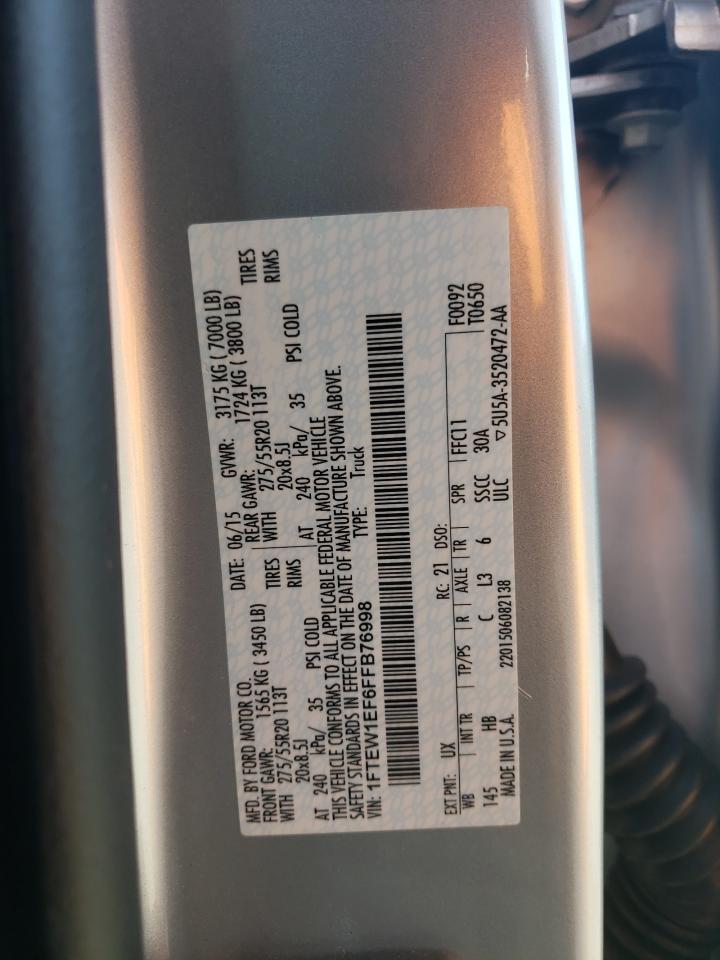 MFD. BY FORD MOTOR CO. DATE: 06/15 GVWR: 3175 KG ( 7000 LB)
FRONT GAWR: 1565 KG ( 3450 LB) REAR GAWR: 1724 KG ( 3800 LB)
WITH 275/55R20 113T TIRES WITH 275/55R20 113T TIRES
20x8.5J RIMS 20x8.5J RIMS
AT 240 kPa/ 35 PSI COLD AT 240 kPa/ 35 PSI COLD
THIS VEHICLE CONFORMS TO ALL APPLICABLE FEDERAL MOTOR VEHICLE
SAFETY STANDARDS IN EFFECT ON THE DATE OF MANUFACTURE SHOWN ABOVE.
VIN: 1FTEW1EF6FFB76998 TYPE: Truck
EXT PNT: UX RC: 21 DSO: F0092
WB INT TR TP/PS R AXLE TR SPR FFC11 T0650
145 HB C L3 6 SSCC 30A
MADE IN U.S.A. 2201506082138 ULC ▽5U5A-3520472-AA